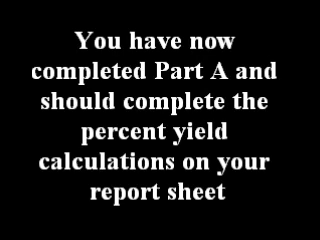 You have now
completed Part A and
should complete the
percent yield
calculations on your
report sheet